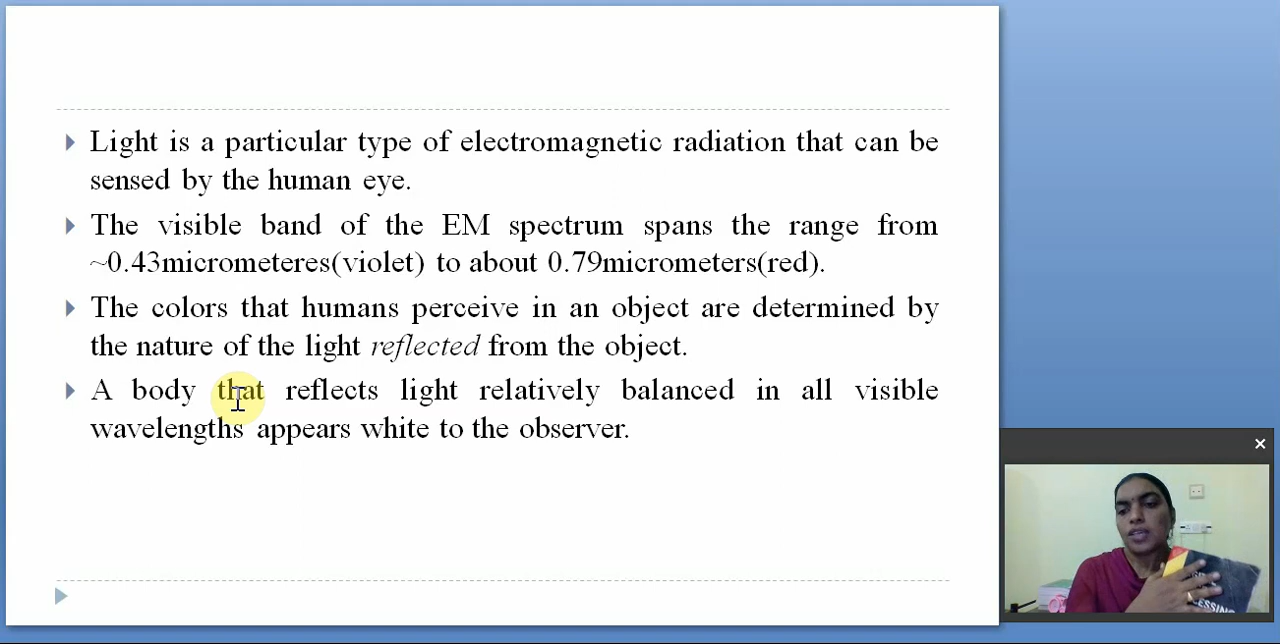 Light is a particular type of electromagnetic radiation that can be
sensed by the human eye.
The visible band of the EM spectrum spans the range from
~0.43micrometeres(violet) to about 0.79micrometers(red).
The colors that humans perceive in an object are determined by
the nature of the light reflected from the object.
A body that reflects light relatively balanced in all visible
wavelengths appears white to the observer.